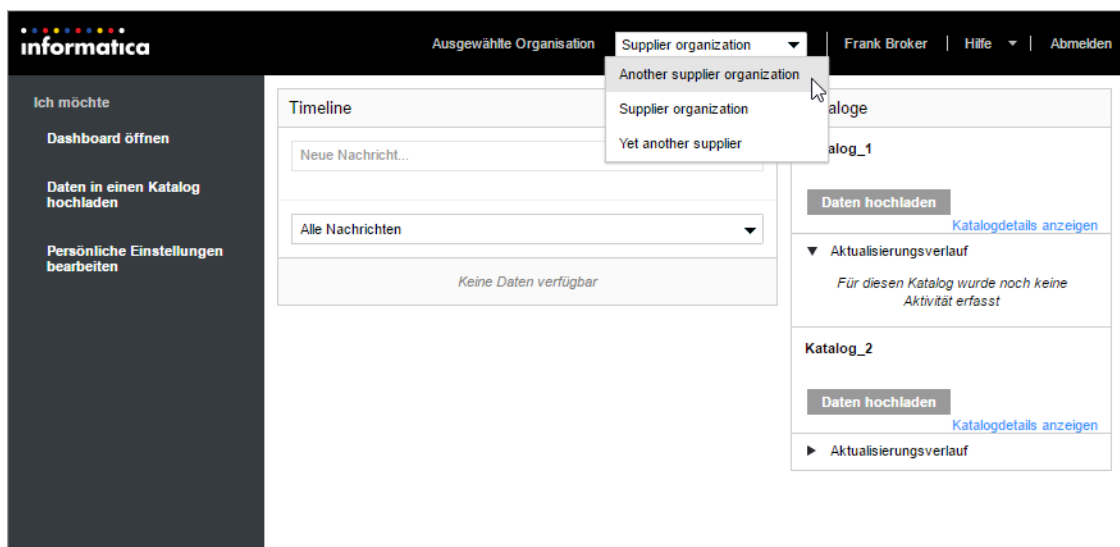 informatica
Ausgewählte Organisation
Supplier organization
Frank Broker
Hilfe
Abmelden
Another supplier organization
Supplier organization
Yet another supplier
Ich möchte
Dashboard öffnen
Daten in einen Katalog
hochladen
Persönliche Einstellungen
bearbeiten
Timeline
Neue Nachricht...
Alle Nachrichten
Keine Daten verfügbar
aloge
alog_1
Daten hochladen
Katalogdetails anzeigen
Aktualisierungsverlauf
Für diesen Katalog wurde noch keine
Aktivität erfasst
Katalog_2
Daten hochladen
Katalogdetails anzeigen
Aktualisierungsverlauf